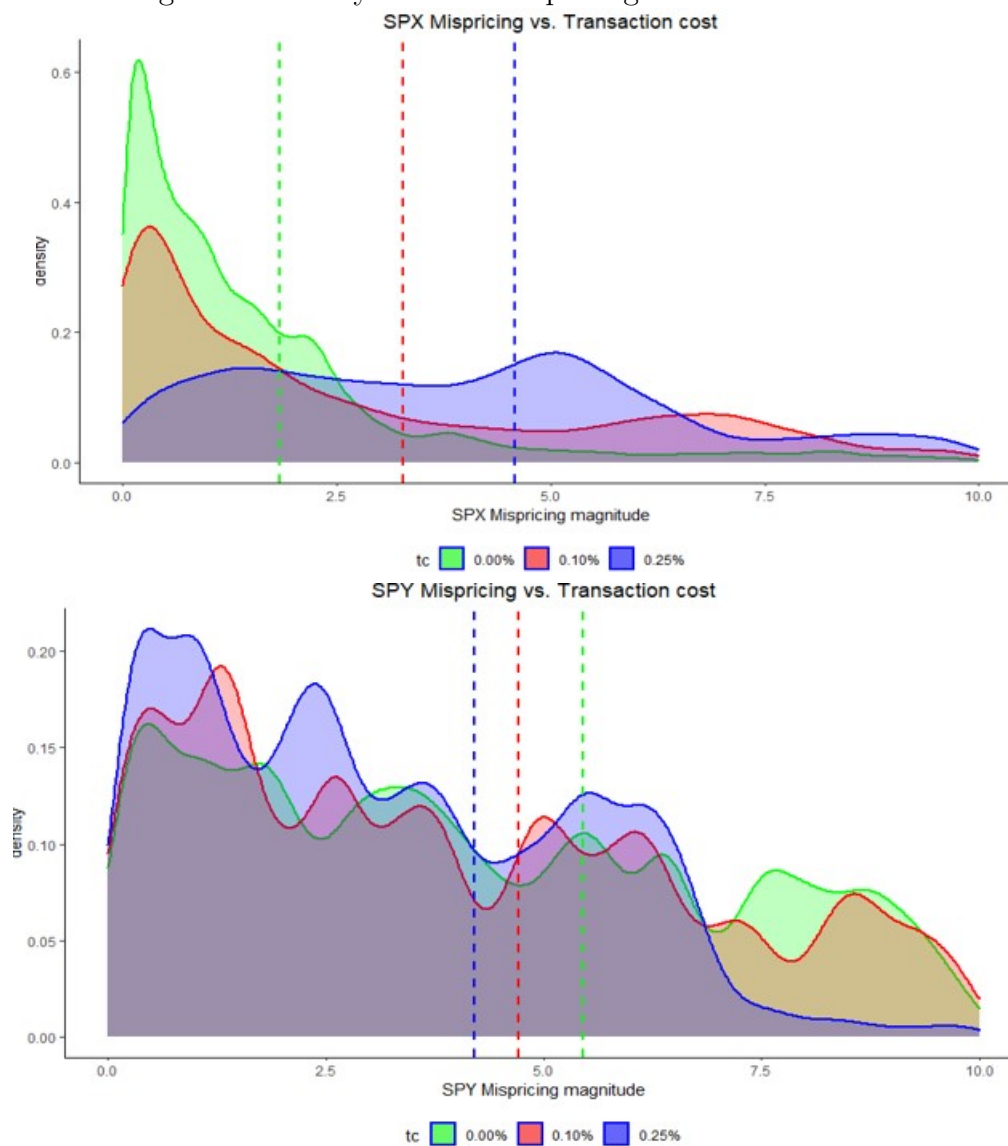 SPX Mispricing vs. Transaction cost
0.6
0.4
0.2
0.0
density
0.0 2.5 5.0 7.5 10.0
SPX Mispricing magnitude
tc 0.00% 0.10% 0.25%
SPY Mispricing vs. Transaction cost
0.20
0.15
0.10
0.05
0.00
density
0.0 2.5 5.0 7.5 10.0
SPY Mispricing magnitude
tc 0.00% 0.10% 0.25%